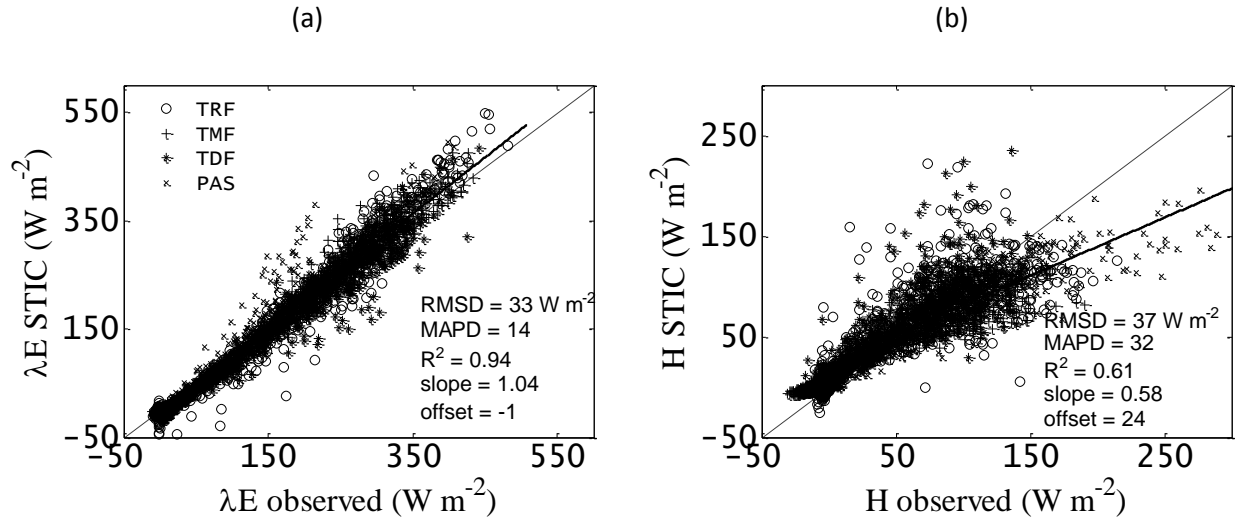 (a)
λE STIC (W m⁻²)
550
350
150
-50
-50 150 350 550
λE observed (W m⁻²)
TRF
TMF
TDF
PAS
RMSD = 33 W m⁻²
MAPD = 14
R² = 0.94
slope = 1.04
offset = -1
(b)
H STIC (W m⁻²)
250
150
50
-50
-50 50 150 250
H observed (W m⁻²)
RMSD = 37 W m⁻²
MAPD = 32
R² = 0.61
slope = 0.58
offset = 24